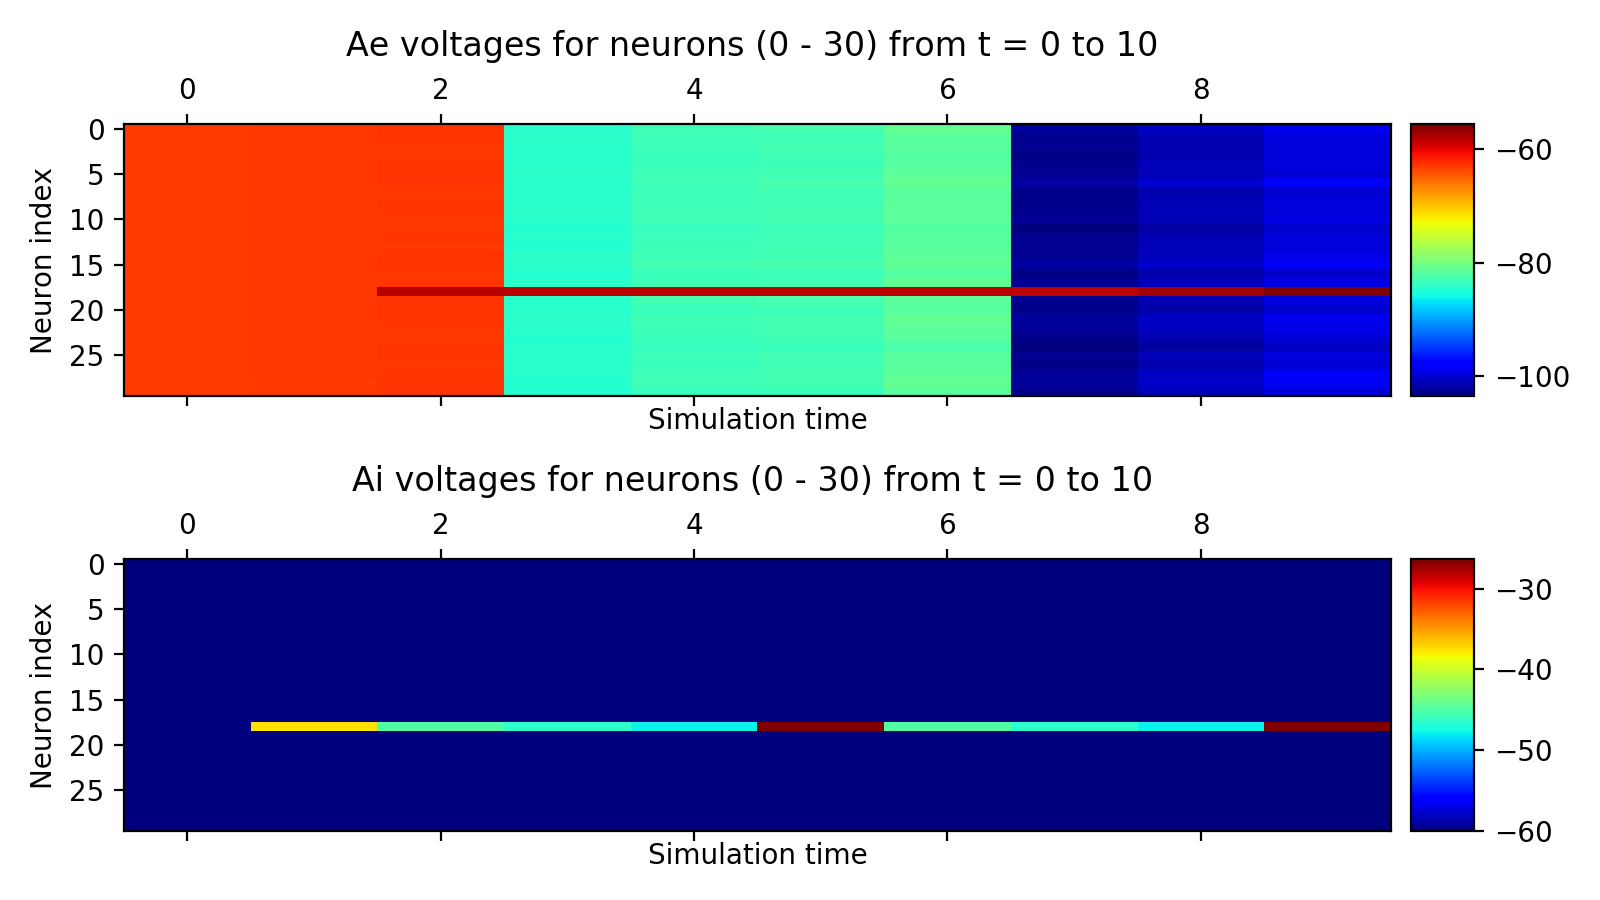 Ae voltages for neurons (0 - 30) from t = 0 to 10
0 2 4 6 8
Neuron index
0
5
10
15
20
25
−60
−80
−100
Simulation time
Ai voltages for neurons (0 - 30) from t = 0 to 10
0 2 4 6 8
Neuron index
0
5
10
15
20
25
−30
−40
−50
−60
Simulation time